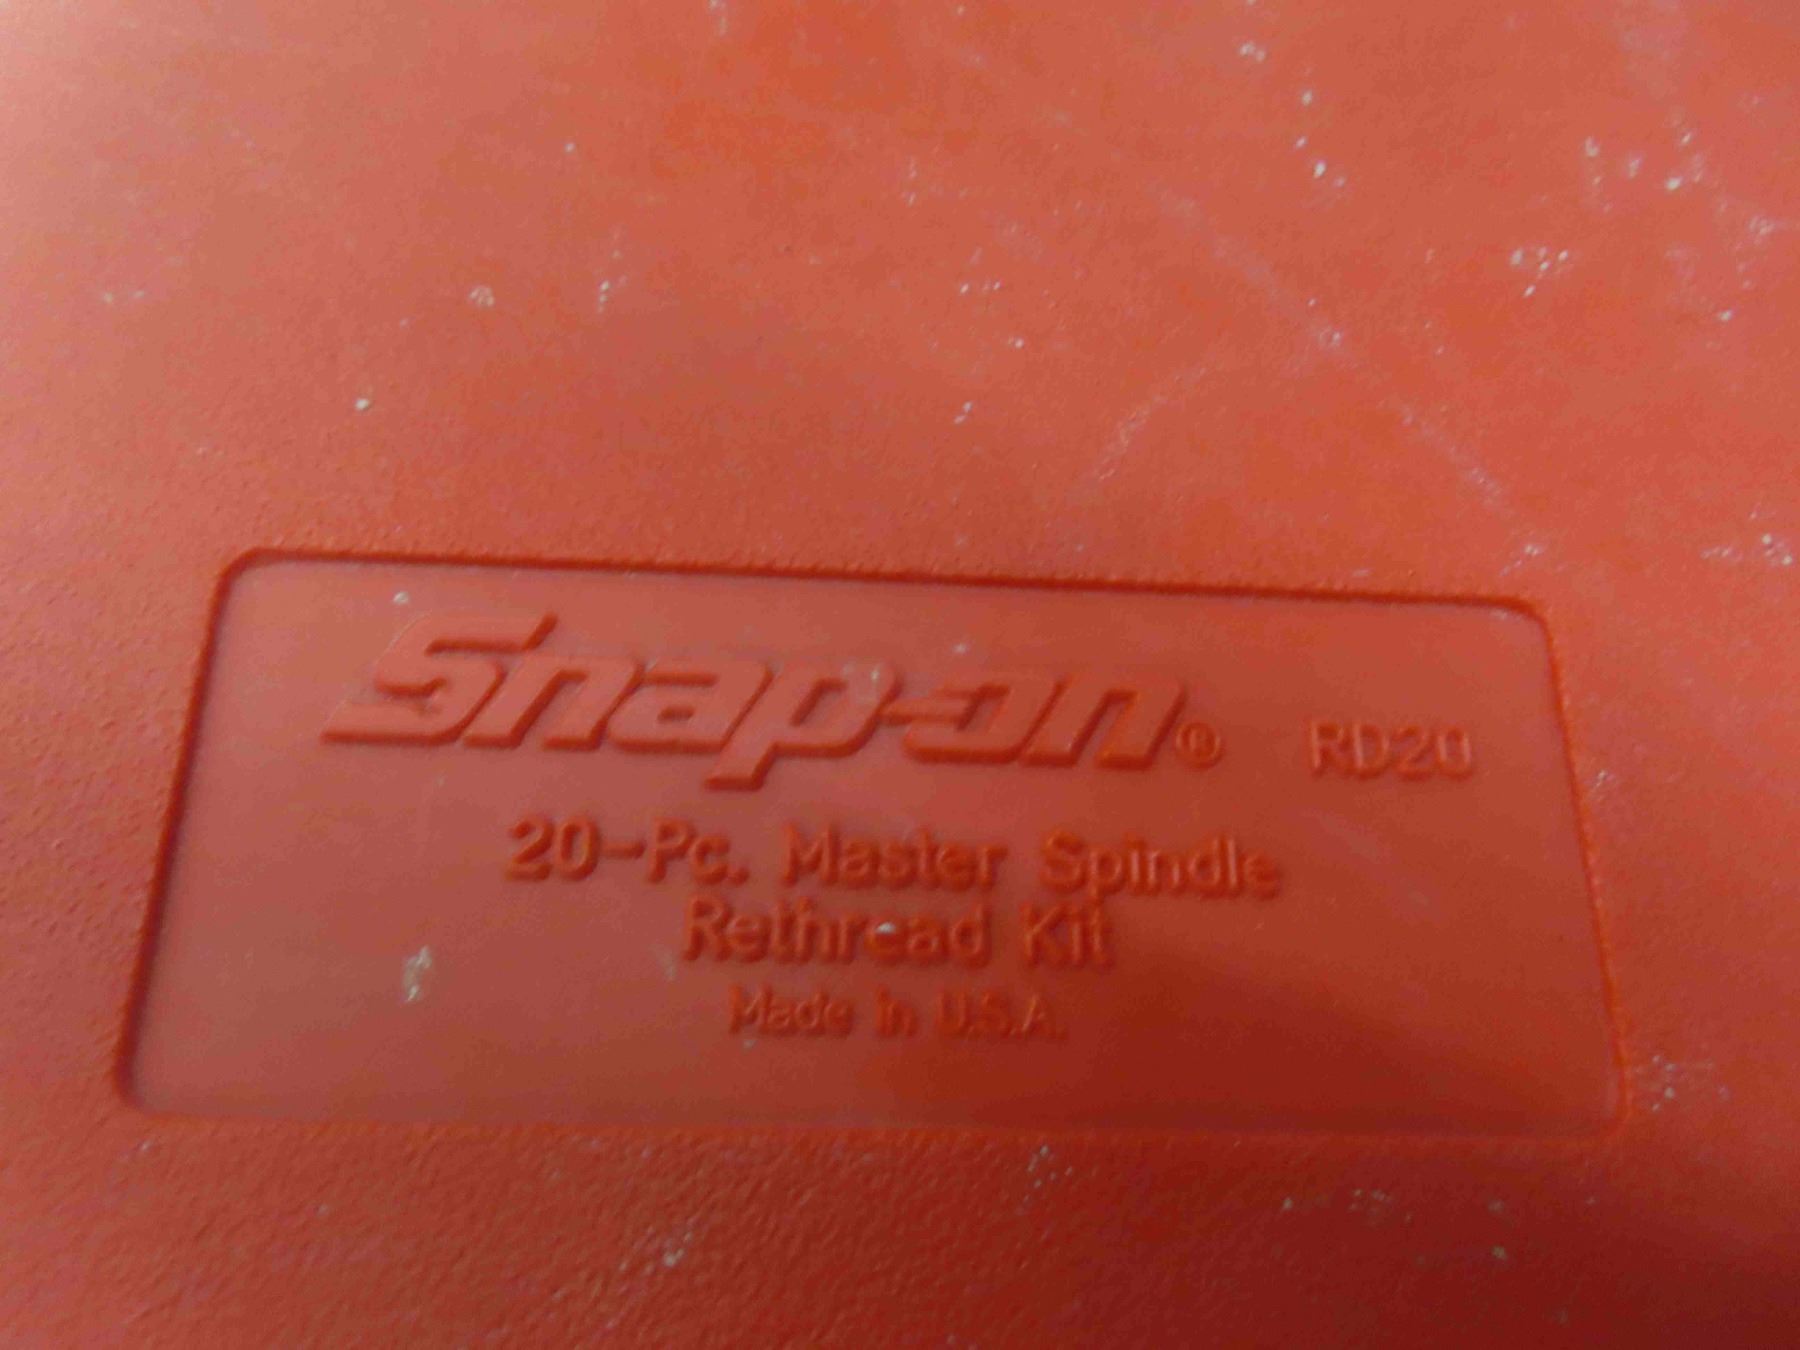 Snap-on® RD20
20-Pc. Master Spindle
Rethread Kit
Made in U.S.A.